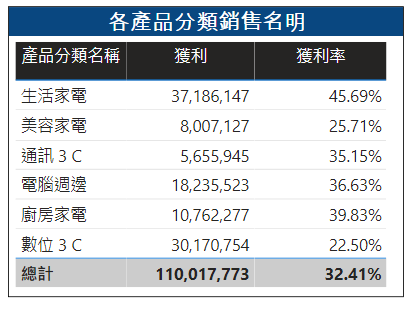 各產品分類銷售名明
產品分類名稱 獲利 獲利率
生活家電 37,186,147 45.69%
美容家電 8,007,127 25.71%
通訊 3 C 5,655,945 35.15%
電腦週邊 18,235,523 36.63%
廚房家電 10,762,277 39.83%
數位 3 C 30,170,754 22.50%
總計 110,017,773 32.41%